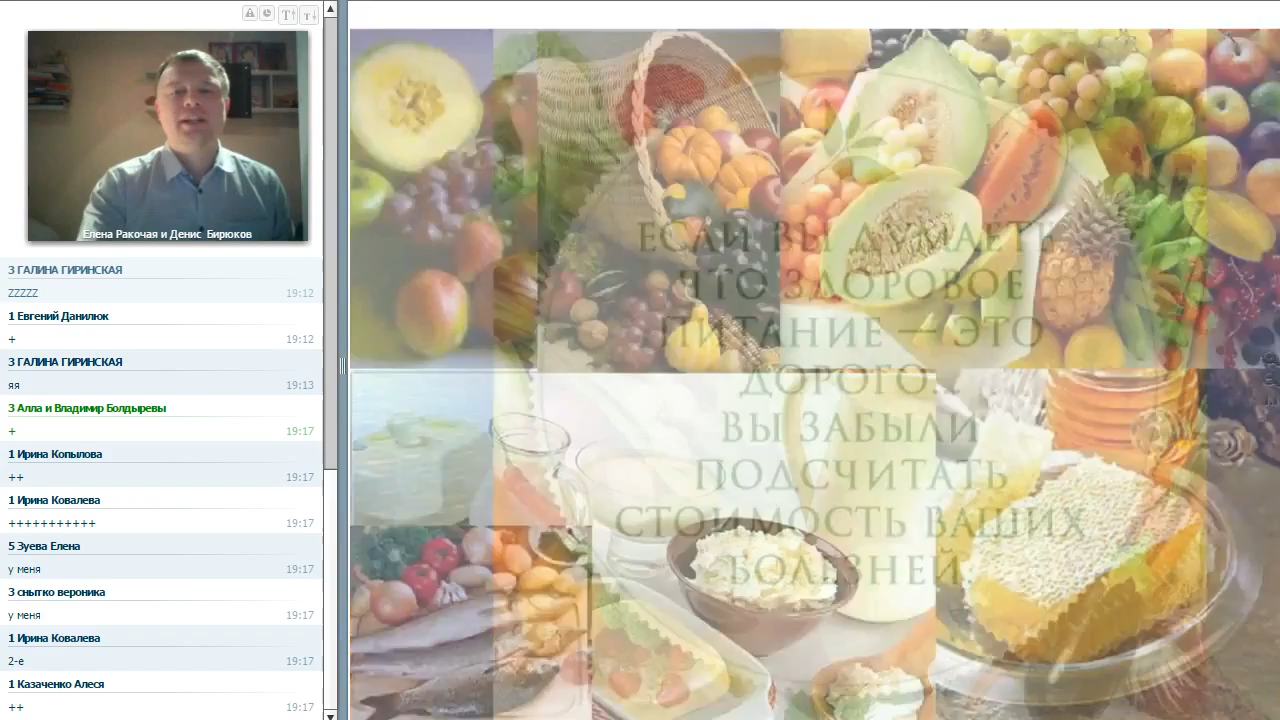 Елена Ракочая и Денис Бирюков
3 ГАЛИНА ГИРИНСКАЯ
ZZZZZ 19:12
1 Евгений Данилюк
+ 19:12
3 ГАЛИНА ГИРИНСКАЯ
яя 19:13
3 Алла и Владимир Болдыревы
+ 19:17
1 Ирина Копылова
++ 19:17
1 Ирина Ковалева
+++++++++++ 19:17
5 Зуева Елена
у меня 19:17
3 снытко вероника
у меня 19:17
1 Ирина Ковалева
2-е 19:17
1 Казаченко Алеся
++ 19:17
ЕСЛИ ВЫ ДУМАЕТЕ
ЧТО ЗДОРОВОЕ
ПИТАНИЕ — ЭТО
ДОРОГО...
ВЫ ЗАБЫЛИ
ПОДСЧИТАТЬ
СТОИМОСТЬ ВАШИХ
БОЛЕЗНЕЙ.